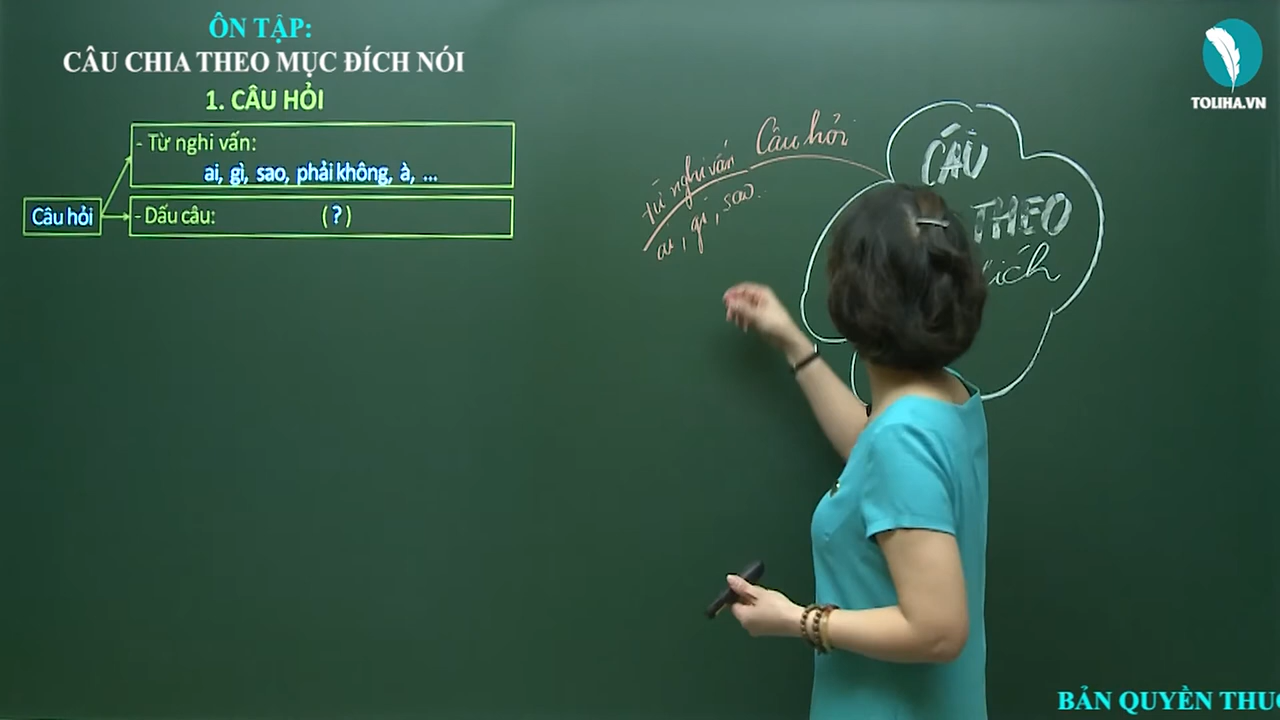 ÔN TẬP:
CÂU CHIA THEO MỤC ĐÍCH NÓI
1. CÂU HỎI
- Từ nghi vấn:
ai, gì, sao, phải không, à, ...
Câu hỏi
- Dấu câu: (?)
Câu hỏi
từ nghi vấn
ai, gì, sao..
CÂU
THEO
đích
TOLIHA.VN
BẢN QUYỀN THUỘ